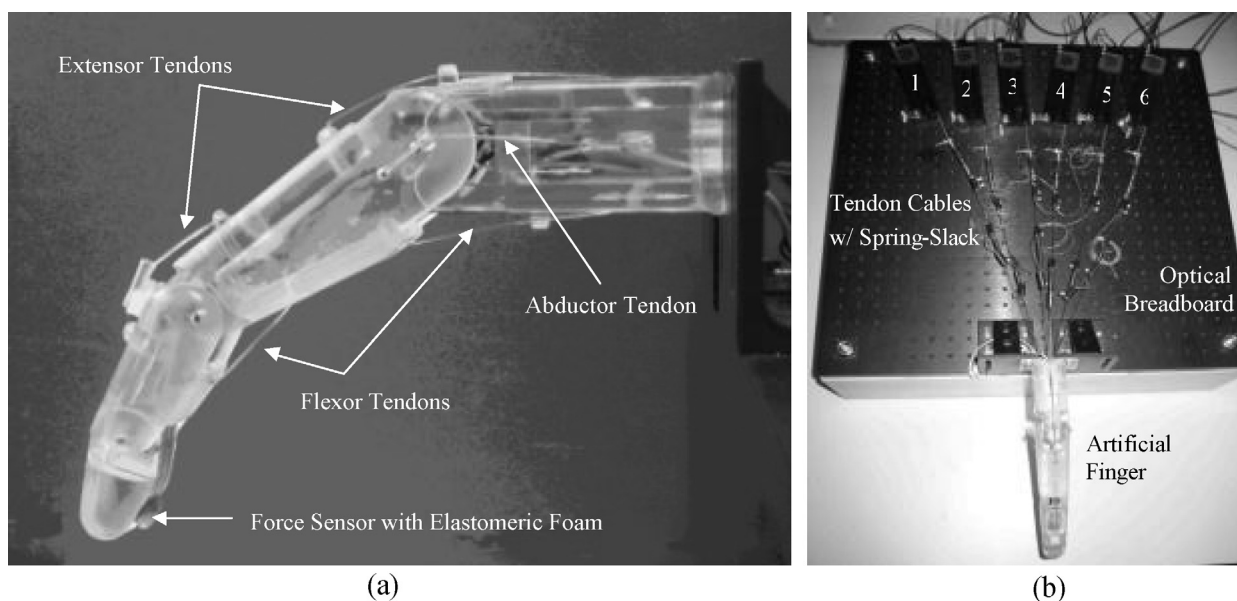 Extensor Tendons
Abductor Tendon
Flexor Tendons
Force Sensor with Elastomeric Foam
(a)
1 2 3 4 5 6
Tendon Cables
w/ Spring-Slack
Optical
Breadboard
Artificial
Finger
(b)